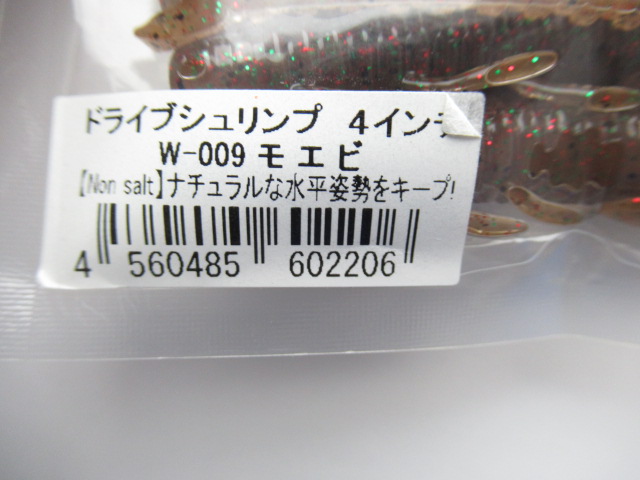 ドライブシュリンプ 4インチ
W-009 モエビ
【Non salt】ナチュラルな水平姿勢をキープ!
4 560485 602206